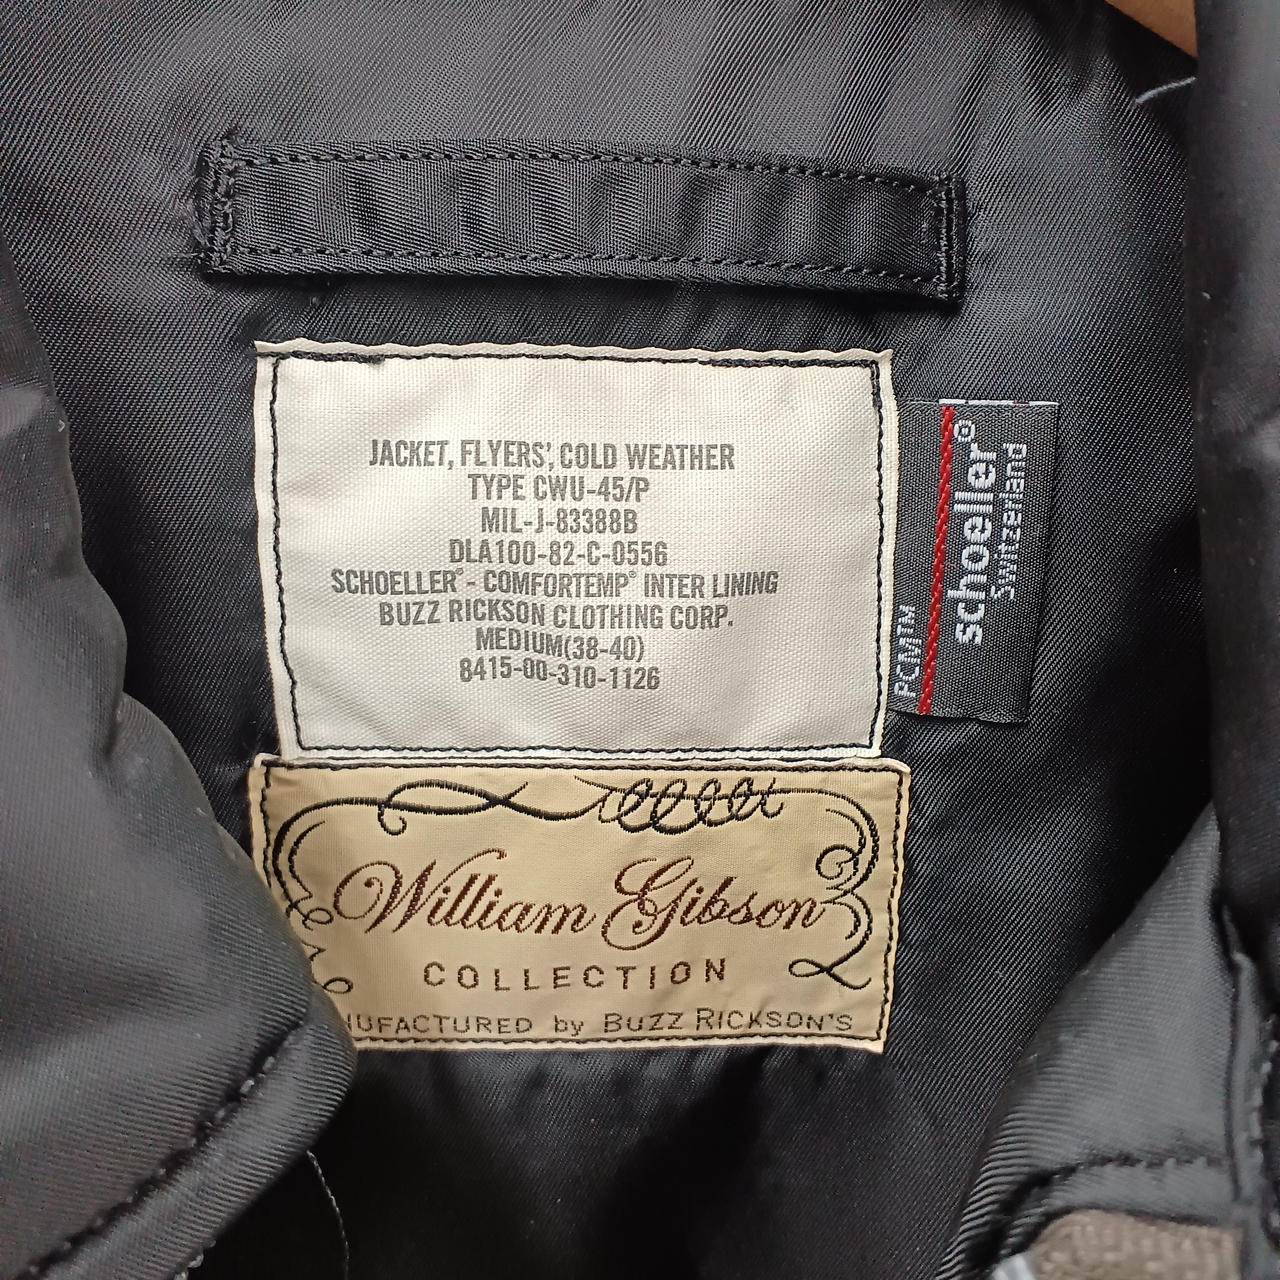 JACKET, FLYERS', COLD WEATHER
TYPE CWU-45/P
MIL-J-83388B
DLA100-82-C-0556
SCHOELLER® - COMFORTEMP® INTER LINING
BUZZ RICKSON CLOTHING CORP.
MEDIUM(38-40)
8415-00-310-1126
PCM™
schoeller®
Switzerland
William Gibson
COLLECTION
by BUZZ RICKSON'S